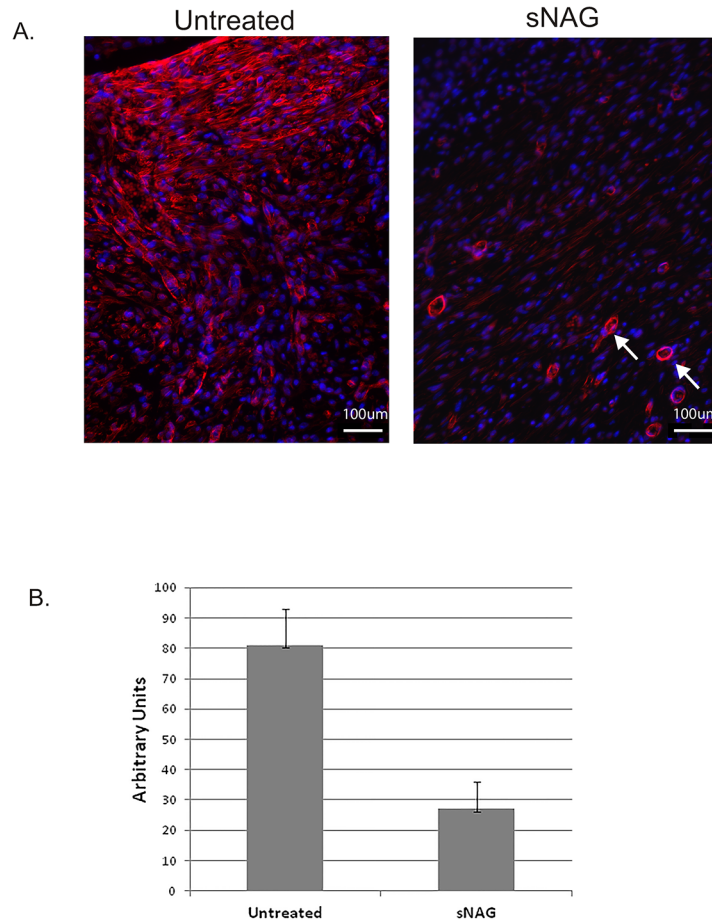 A.
Untreated
sNAG
100um
100um
B.
Arbitrary Units
100
90
80
70
60
50
40
30
20
10
0
Untreated
sNAG